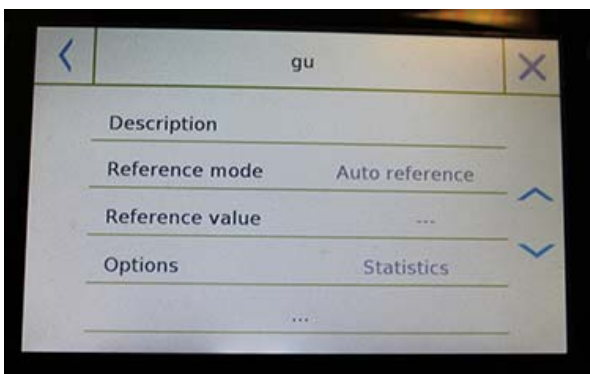 gu
Description
Reference mode Auto reference
Reference value ---
Options Statistics
...